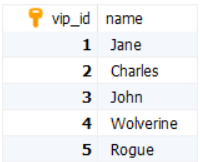 vip_id name
1 Jane
2 Charles
3 John
4 Wolverine
5 Rogue